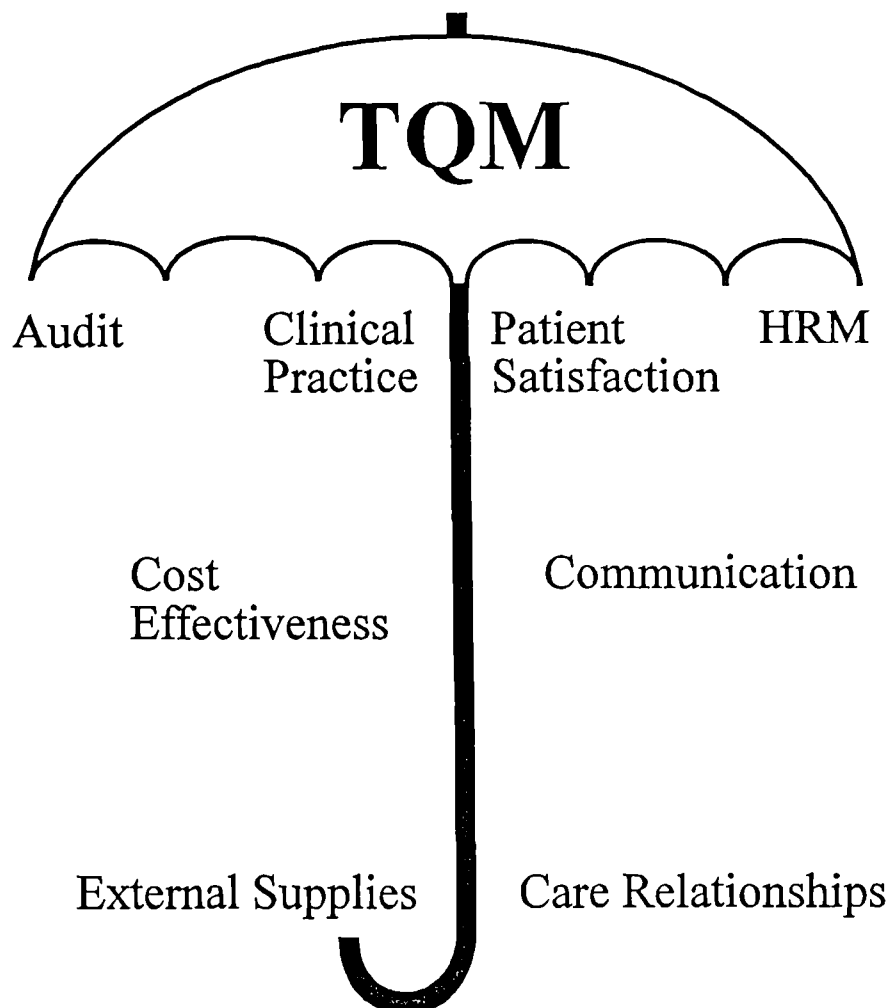 TQM
Audit
Clinical
Practice
Patient
Satisfaction
HRM
Cost
Effectiveness
Communication
External Supplies
Care Relationships